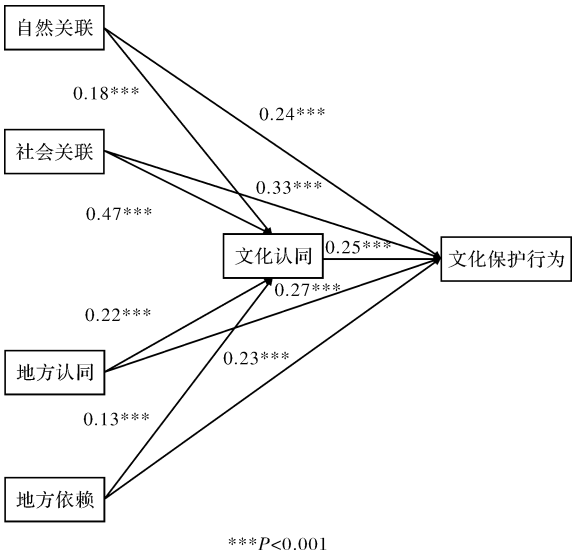 自然关联
0.18***
0.24***
社会关联
0.33***
0.47***
文化认同
0.25***
文化保护行为
0.27***
0.22***
0.23***
地方认同
0.13***
地方依赖
***P<0.001